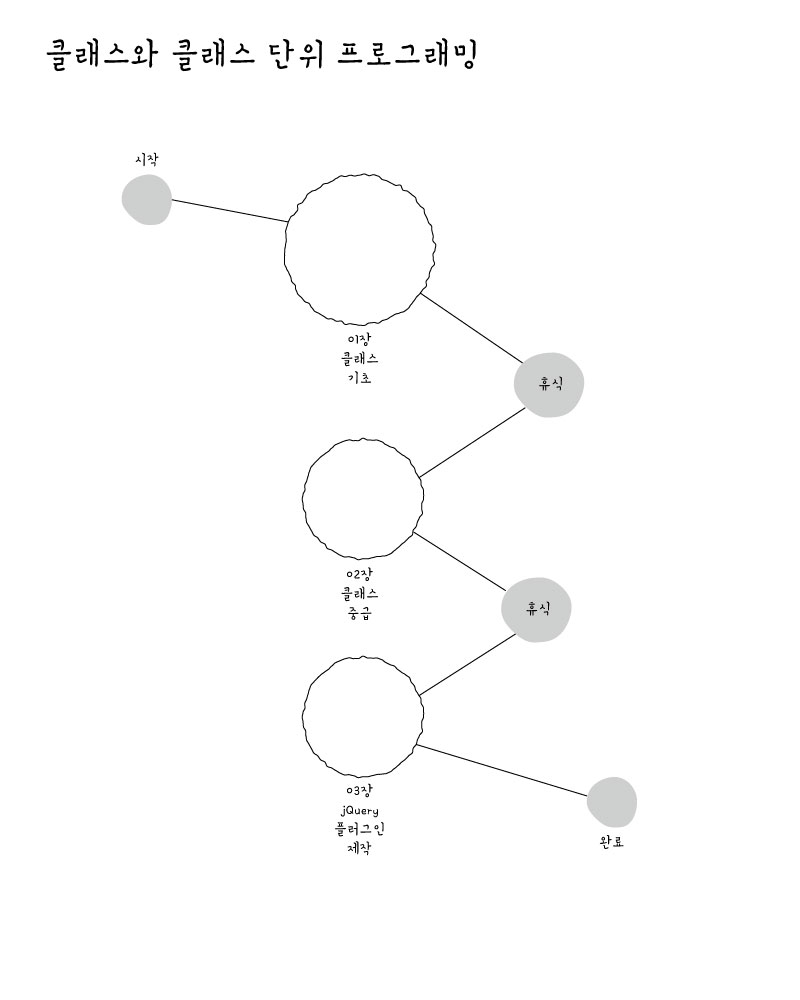 클래스와 클래스 단위 프로그래밍
시작
01장
클래스
기초
휴식
02장
클래스
중급
휴식
03장
jQuery
플러그인
제작
완료